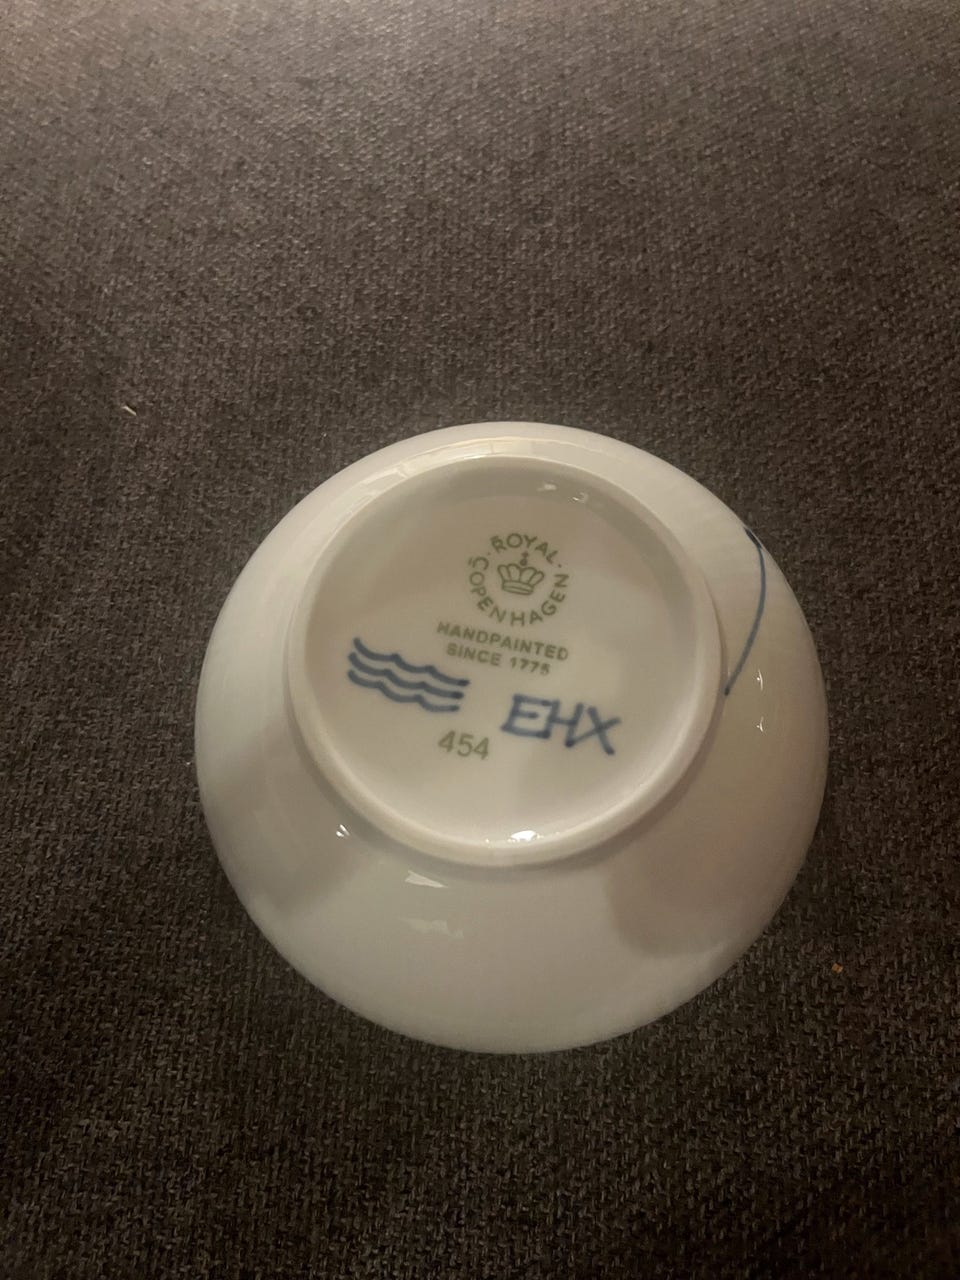 ROYAL
COPENHAGEN
HANDPAINTED
SINCE 1775
EHX
454